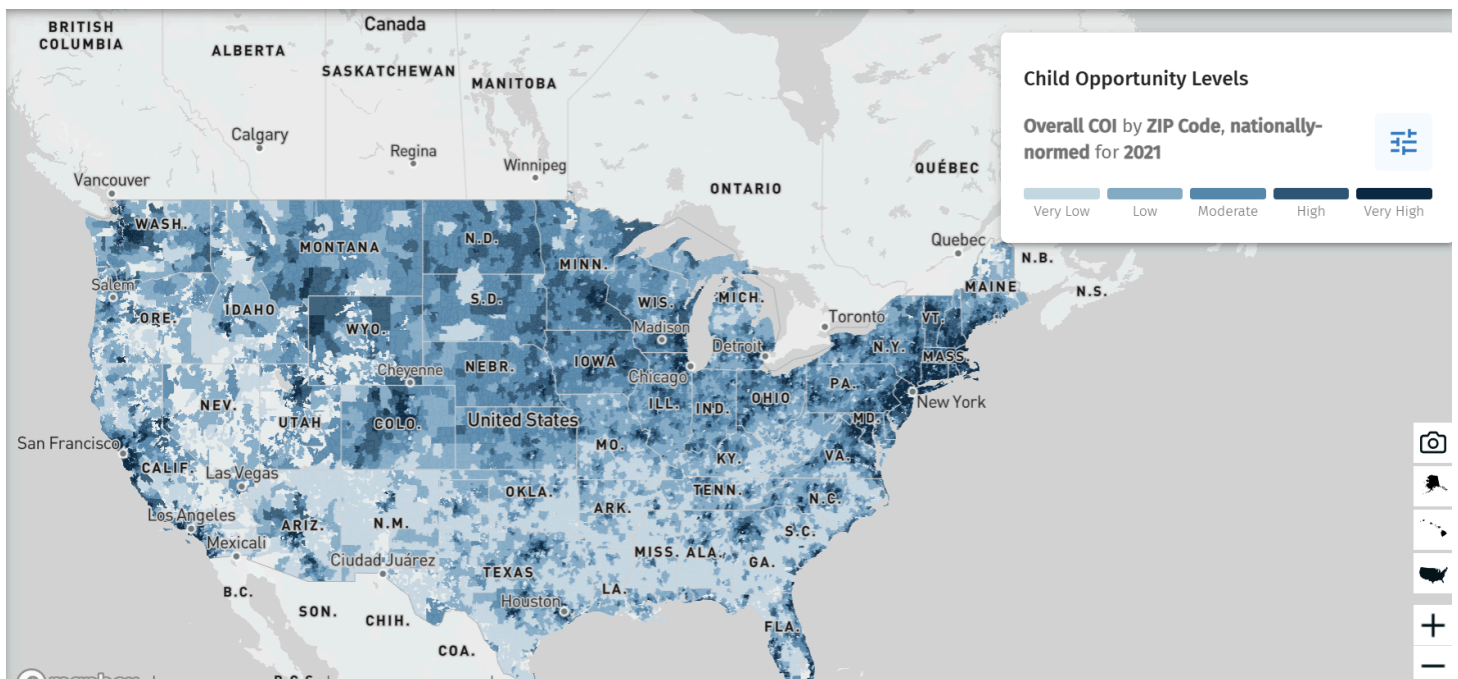 BRITISH
COLUMBIA
Canada
ALBERTA
SASKATCHEWAN
MANITOBA
Calgary
Regina
Winnipeg
Vancouver
ONTARIO
QUÉBEC
Quebec
N.B.
MAINE
N.S.
Child Opportunity Levels
Overall COI by ZIP Code, nationally-
normed for 2021
Very Low Low Moderate High Very High
WASH.
MONTANA
N.D.
MINN.
Salem
ORE.
IDAHO
WYO.
S.D.
WIS.
MICH.
Madison
Toronto
VT.
Detroit
N.Y.
MASS.
Cheyenne
NEBR.
IOWA
Chicago
NEV.
UTAH
COLO.
United States
ILL.
IND.
OHIO
PA.
New York
MD.
San Francisco
CALIF.
Las Vegas
MO.
KY.
VA.
Los Angeles
ARIZ.
N.M.
OKLA.
ARK.
TENN.
N.C.
S.C.
Mexicali
Ciudad Juárez
MISS.
ALA.
GA.
TEXAS
B.C.
SON.
CHIH.
Houston
LA.
FLA.
COA.